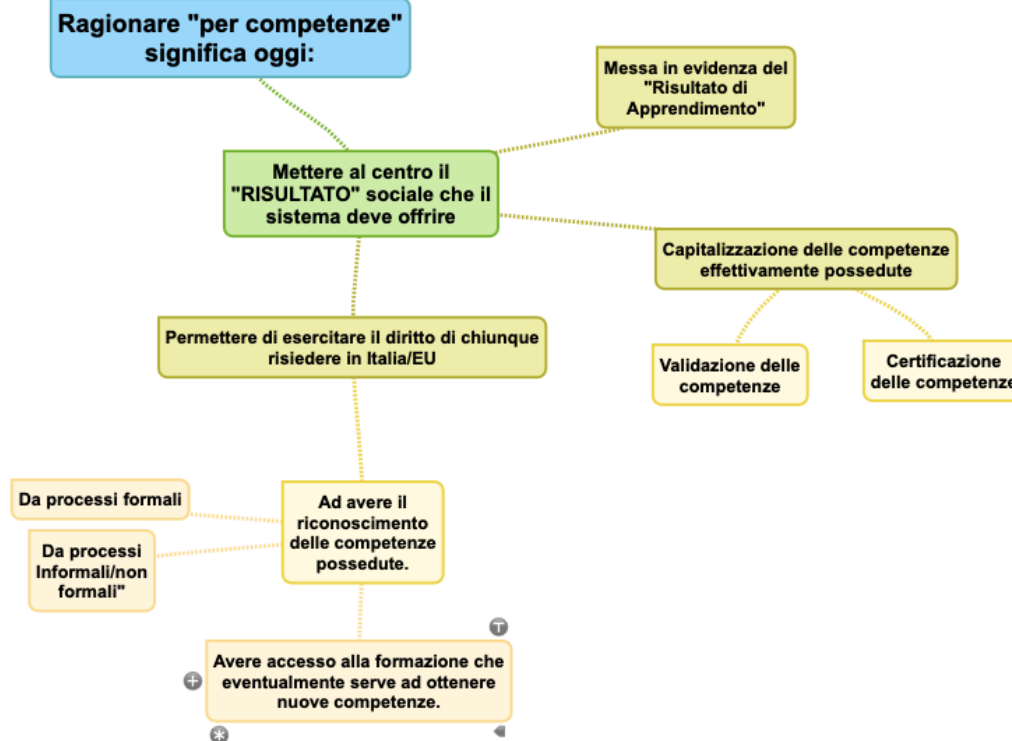 Ragionare "per competenze"
significa oggi:
Messa in evidenza del
"Risultato di
Apprendimento"
Mettere al centro il
"RISULTATO" sociale che il
sistema deve offrire
Capitalizzazione delle competenze
effettivamente possedute
Permettere di esercitare il diritto di chiunque
risiedere in Italia/EU
Validazione delle
competenze
Certificazione
delle competenze
Da processi formali
Da processi
Informali/non
formali"
Ad avere il
riconoscimento
delle competenze
possedute.
Avere accesso alla formazione che
eventualmente serve ad ottenere
nuove competenze.